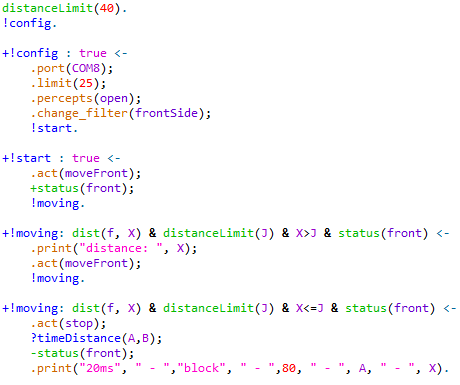 distanceLimit(40).
!config.
+!config : true <-
.port(COM8);
.limit(25);
.percepts(open);
.change_filter(frontSide);
!start.
+!start : true <-
.act(moveFront);
+status(front);
!moving.
+!moving: dist(f, X) & distanceLimit(J) & X>J & status(front) <-
.print("distance: ", X);
.act(moveFront);
!moving.
+!moving: dist(f, X) & distanceLimit(J) & X<=J & status(front) <-
.act(stop);
?timeDistance(A,B);
-status(front);
.print("20ms", " - ","block", " - ",80, " - ", A, " - ", X).